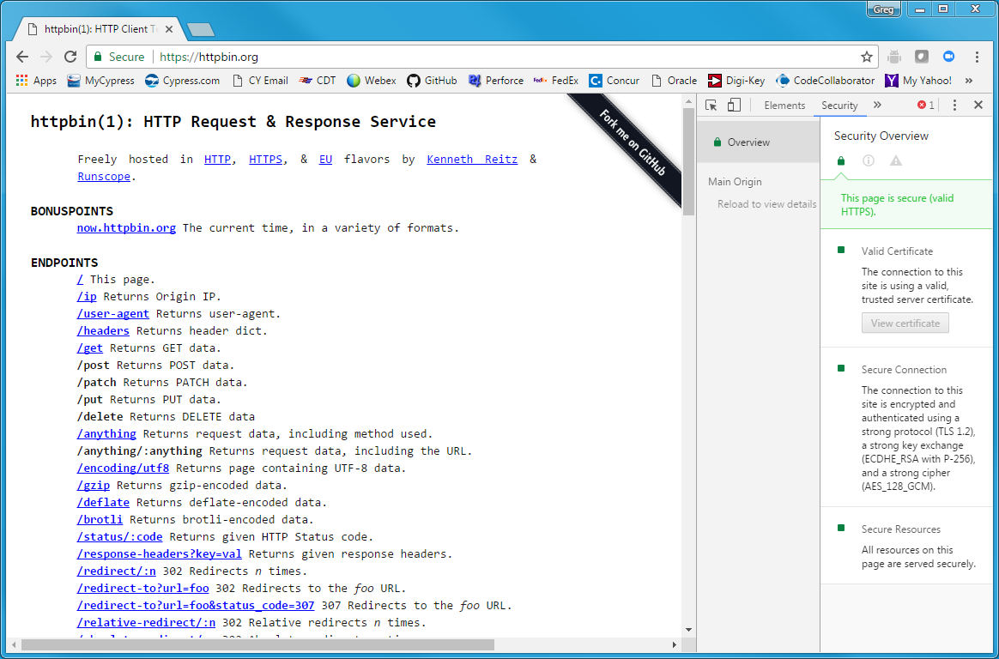 Greg
httpbin(1): HTTP Client T
Secure https://httpbin.org
Apps MyCypress Cypress.com CY Email CDT Webex GitHub Perforce FedEx FedEx Concur Oracle Digi-Key CodeCollaborator My Yahoo! »
httpbin(1): HTTP Request & Response Service
Freely hosted in HTTP, HTTPS, & EU flavors by Kenneth Reitz &
Runscope.
BONUSPOINTS
now.httpbin.org The current time, in a variety of formats.
ENDPOINTS
/ This page.
/ip Returns Origin IP.
/user-agent Returns user-agent.
/headers Returns header dict.
/get Returns GET data.
/post Returns POST data.
/patch Returns PATCH data.
/put Returns PUT data.
/delete Returns DELETE data
/anything Returns request data, including method used.
/anything/:anything Returns request data, including the URL.
/encoding/utf8 Returns page containing UTF-8 data.
/gzip Returns gzip-encoded data.
/deflate Returns deflate-encoded data.
/brotli Returns brotli-encoded data.
/status/:code Returns given HTTP Status code.
/response-headers?key=val Returns given response headers.
/redirect/:n 302 Redirects n times.
/redirect-to?url=foo 302 Redirects to the foo URL.
/redirect-to?url=foo&status_code=307 307 Redirects to the foo URL.
/relative-redirect/:n 302 Relative redirects n times.
Fork me on GitHub
Elements Security » 1
Overview
Main Origin
Reload to view details
Security Overview
This page is secure (valid
HTTPS).
Valid Certificate
The connection to this
site is using a valid,
trusted server certificate.
View certificate
Secure Connection
The connection to this
site is encrypted and
authenticated using a
strong protocol (TLS 1.2),
a strong key exchange
(ECDHE_RSA with P-256),
and a strong cipher
(AES_128_GCM).
Secure Resources
All resources on this
page are served securely.